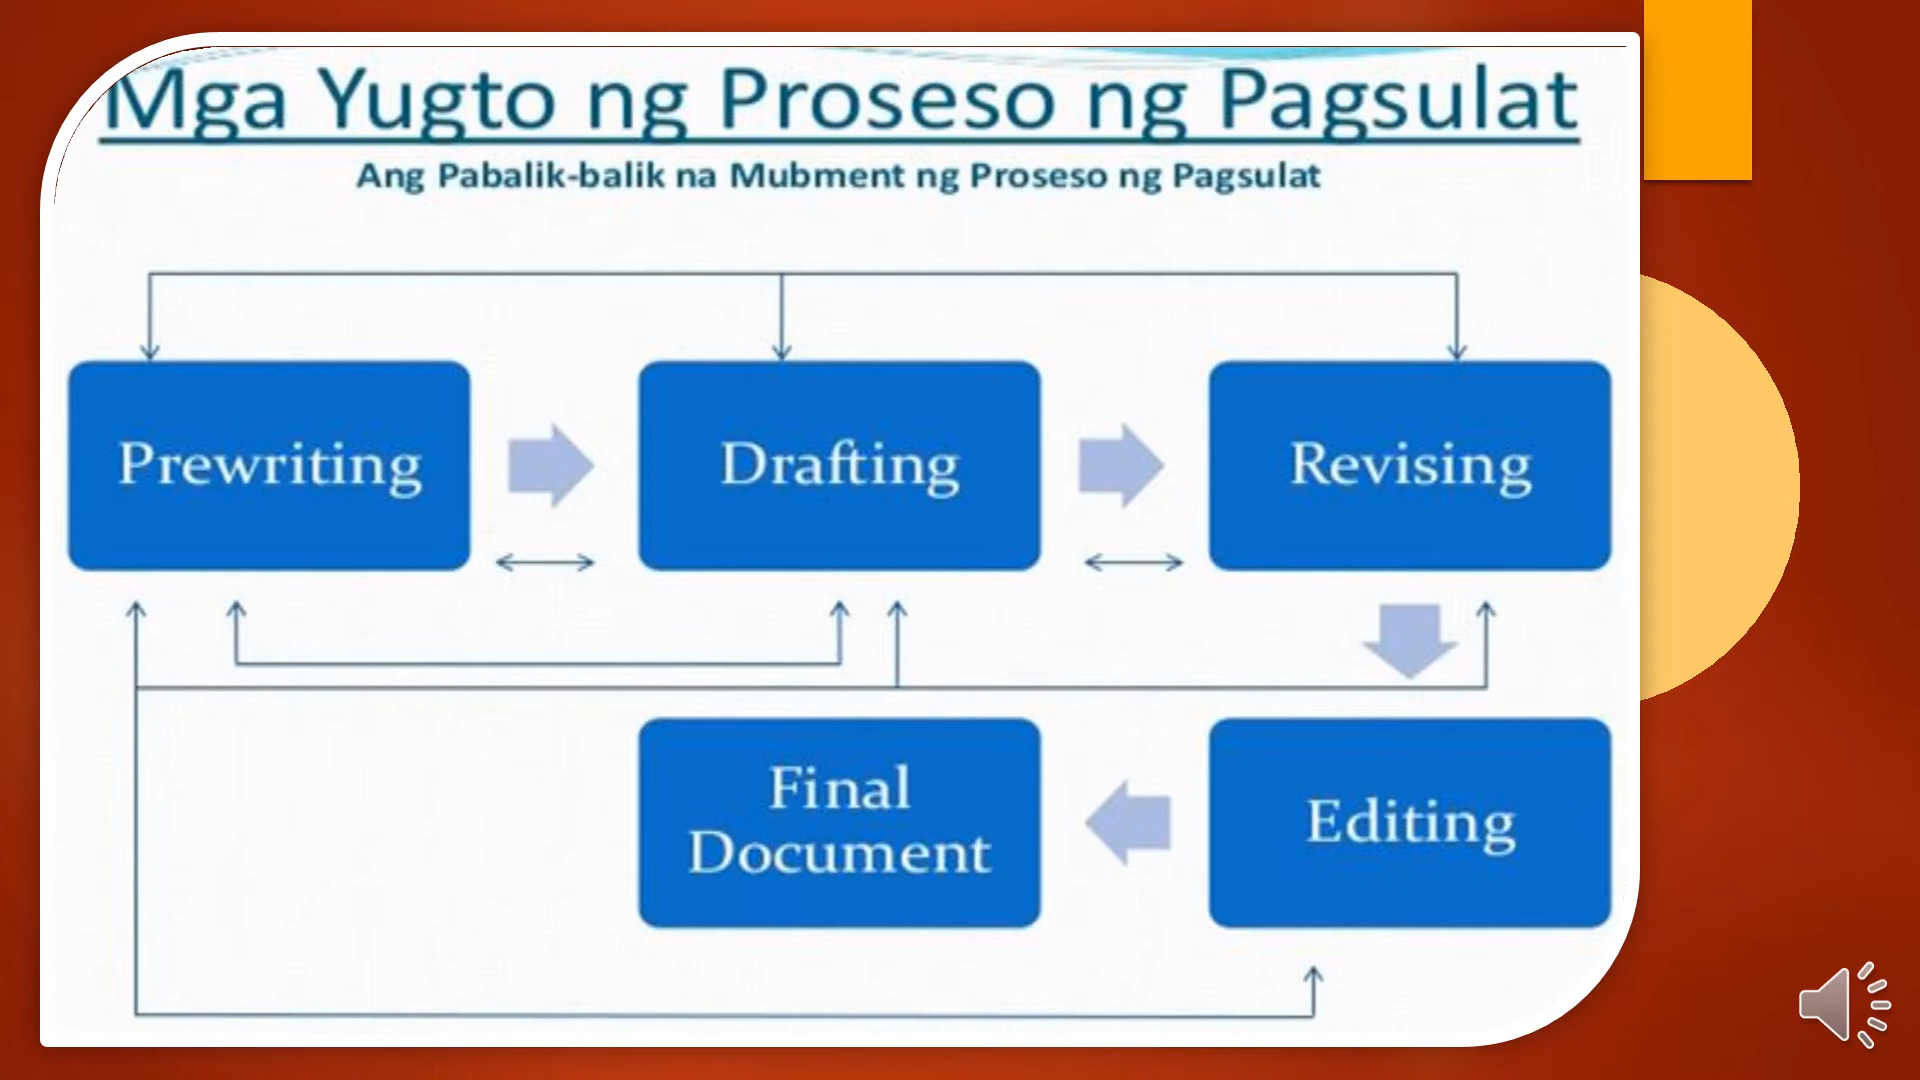 Mga Yugto ng Proseso ng Pagsulat
Ang Pabalik-balik na Mubment ng Proseso ng Pagsulat
Prewriting
Drafting
Revising
Final
Document
Editing